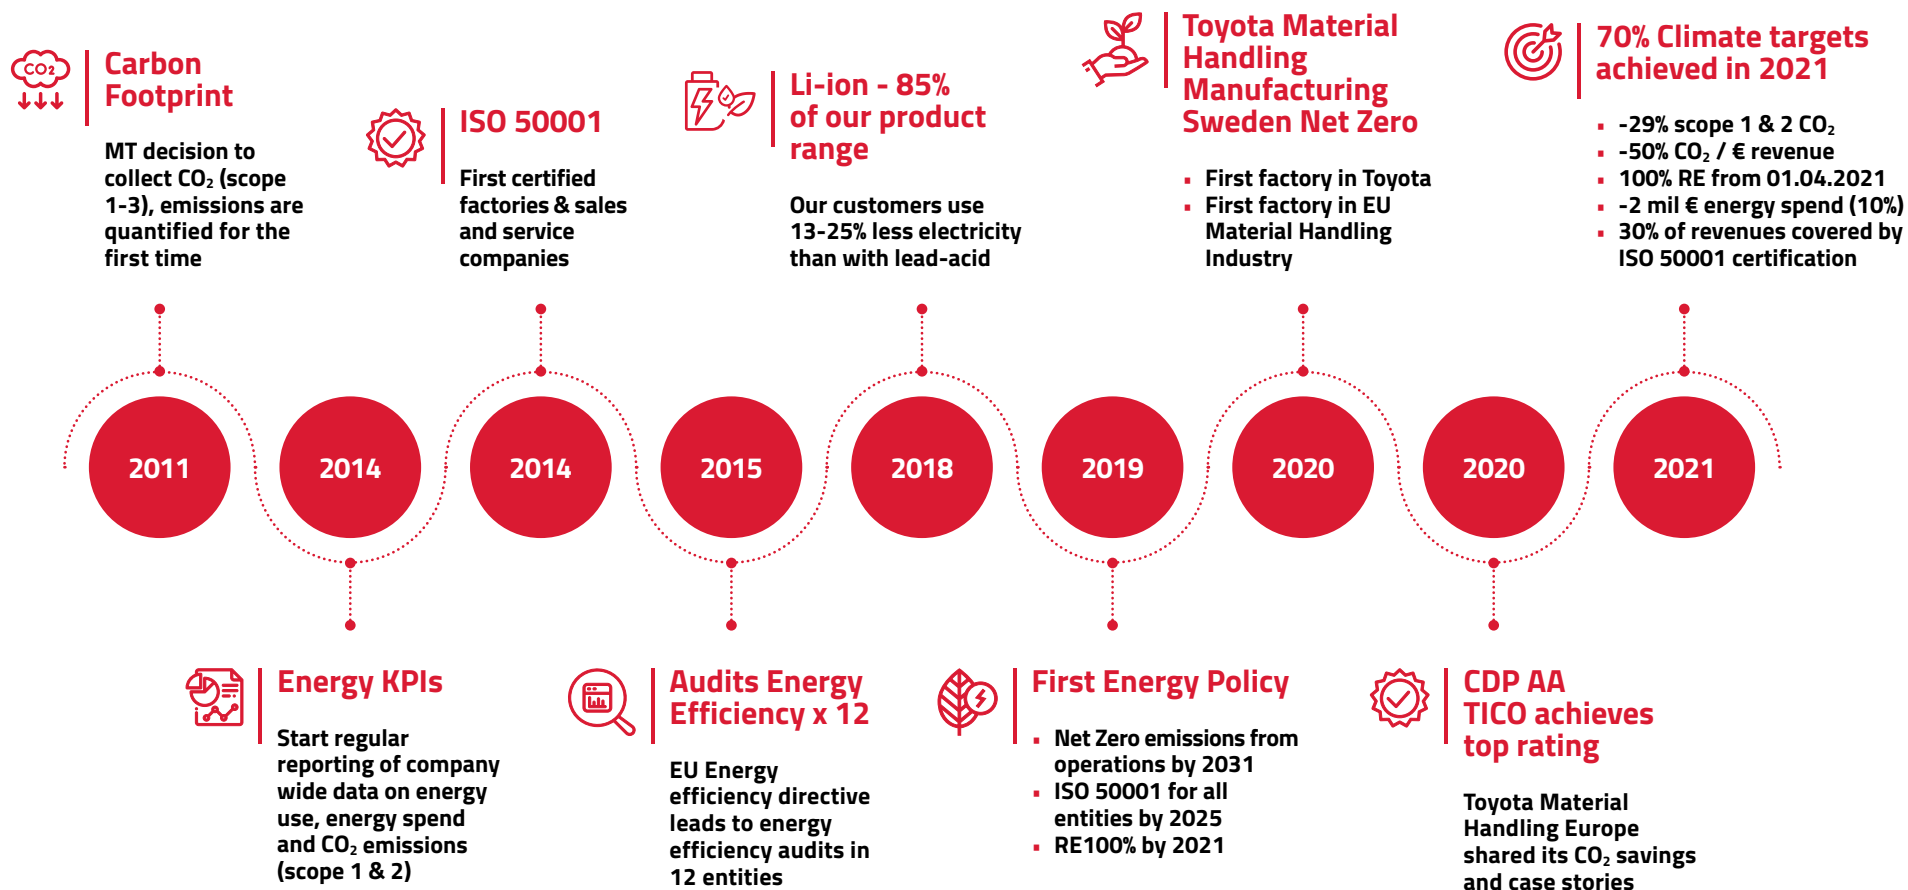 Carbon
Footprint
MT decision to
collect CO₂ (scope
1-3), emissions are
quantified for the
first time
ISO 50001
First certified
factories & sales
and service
companies
Li-ion - 85%
of our product
range
Our customers use
13-25% less electricity
than with lead-acid
Toyota Material
Handling
Manufacturing
Sweden Net Zero
▪ First factory in Toyota
▪ First factory in EU
Material Handling
Industry
70% Climate targets
achieved in 2021
▪ -29% scope 1 & 2 CO₂
▪ -50% CO₂ / € revenue
▪ 100% RE from 01.04.2021
▪ -2 mil € energy spend (10%)
▪ 30% of revenues covered by
ISO 50001 certification
CO₂
2011
2014
2014
2015
2018
2019
2020
2020
2021
Energy KPIs
Start regular
reporting of company
wide data on energy
use, energy spend
and CO₂ emissions
(scope 1 & 2)
Audits Energy
Efficiency x 12
EU Energy
efficiency directive
leads to energy
efficiency audits in
12 entities
First Energy Policy
▪ Net Zero emissions from
operations by 2031
▪ ISO 50001 for all
entities by 2025
▪ RE100% by 2021
CDP AA
TICO achieves
top rating
Toyota Material
Handling Europe
shared its CO₂ savings
and case stories